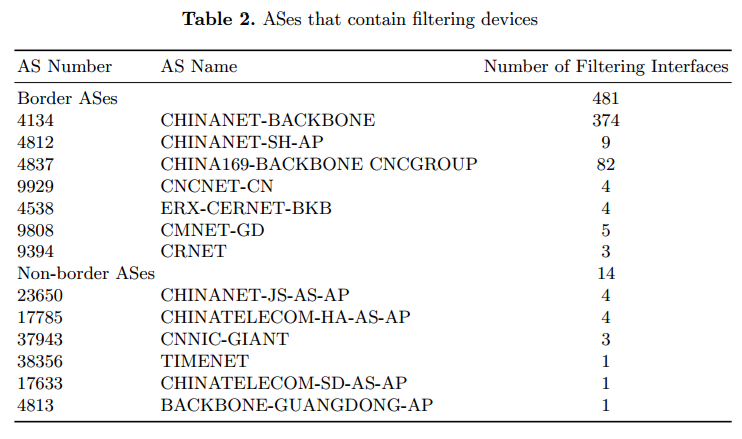 Table 2. ASes that contain filtering devices
AS Number AS Name Number of Filtering Interfaces
Border ASes 481
4134 CHINANET-BACKBONE 374
4812 CHINANET-SH-AP 9
4837 CHINA169-BACKBONE CNCGROUP 82
9929 CNCNET-CN 4
4538 ERX-CERNET-BKB 4
9808 CMNET-GD 5
9394 CRNET 3
Non-border ASes 14
23650 CHINANET-JS-AS-AP 4
17785 CHINATELECOM-HA-AS-AP 4
37943 CNNIC-GIANT 3
38356 TIMENET 1
17633 CHINATELECOM-SD-AS-AP 1
4813 BACKBONE-GUANGDONG-AP 1